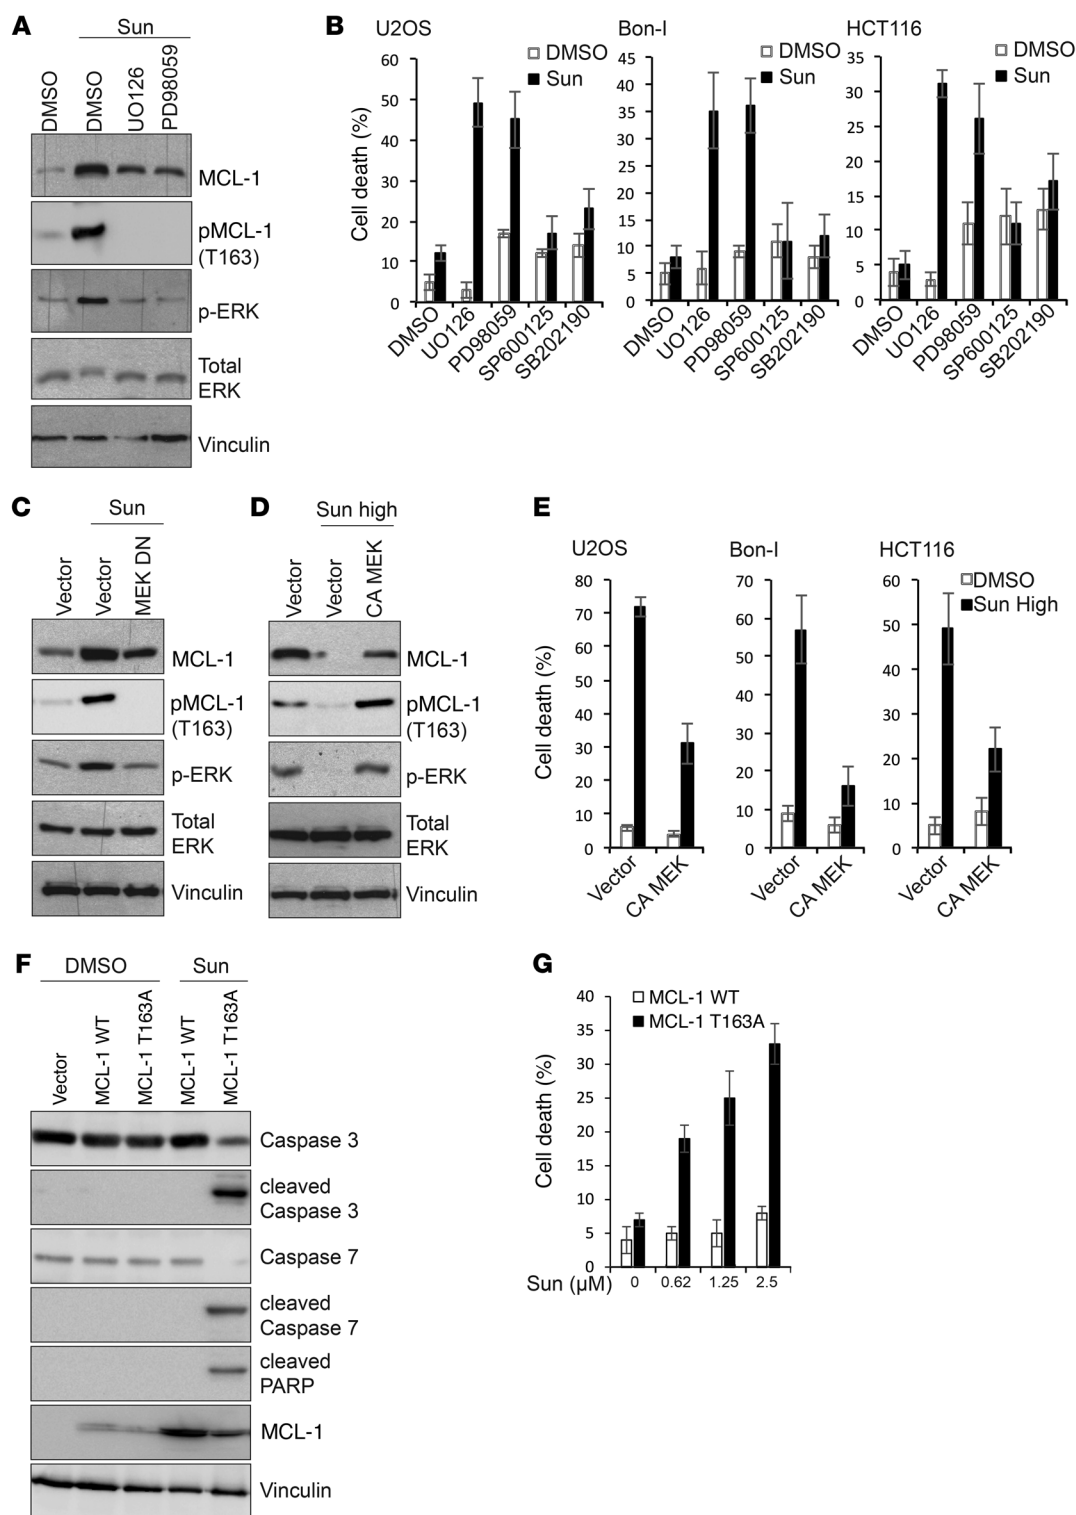 A
Sun
DMSO
DMSO
UO126
PD98059
MCL-1
pMCL-1
(T163)
p-ERK
Total
ERK
Vinculin
B
U2OS
DMSO
Sun
Cell death (%)
60
50
40
30
20
10
0
DMSO
UO126
PD98059
SP600125
SB202190
Bon-I
DMSO
Sun
45
40
35
30
25
20
15
10
5
0
DMSO
UO126
PD98059
SP600125
SB202190
HCT116
DMSO
Sun
35
30
25
20
15
10
5
0
DMSO
UO126
PD98059
SP600125
SB202190
C
Sun
Vector
Vector
MEK DN
MCL-1
pMCL-1
(T163)
p-ERK
Total
ERK
Vinculin
D
Sun high
Vector
Vector
CA MEK
MCL-1
pMCL-1
(T163)
p-ERK
Total
ERK
Vinculin
E
U2OS
Cell death (%)
80
70
60
50
40
30
20
10
0
Vector
CA MEK
Bon-I
70
60
50
40
30
20
10
0
Vector
CA MEK
HCT116
DMSO
Sun High
60
50
40
30
20
10
0
Vector
CA MEK
F
DMSO
Sun
Vector
MCL-1 WT
MCL-1 T163A
MCL-1 WT
MCL-1 T163A
Caspase 3
cleaved
Caspase 3
Caspase 7
cleaved
Caspase 7
cleaved
PARP
MCL-1
Vinculin
G
MCL-1 WT
MCL-1 T163A
Cell death (%)
40
35
30
25
20
15
10
5
0
Sun (µM)
0
0.62
1.25
2.5